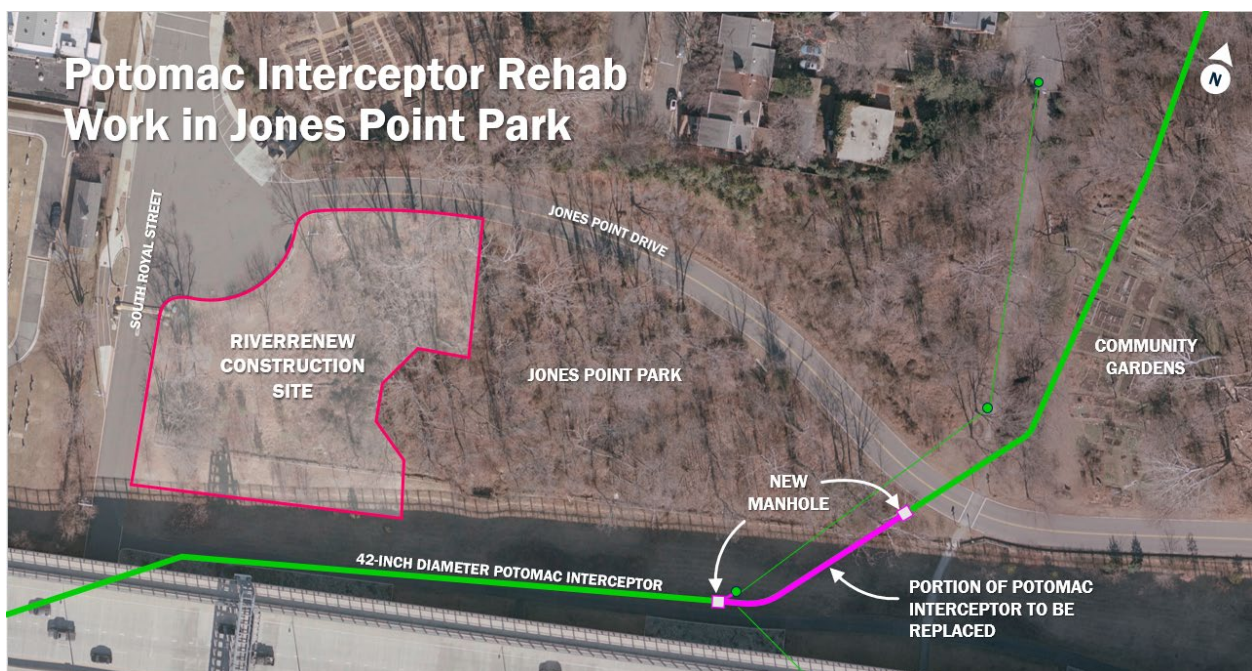 Potomac Interceptor Rehab
Work in Jones Point Park
N
SOUTH ROYAL STREET
JONES POINT DRIVE
RIVERRENEW
CONSTRUCTION
SITE
JONES POINT PARK
COMMUNITY
GARDENS
NEW
MANHOLE
42-INCH DIAMETER POTOMAC INTERCEPTOR
PORTION OF POTOMAC
INTERCEPTOR TO BE
REPLACED